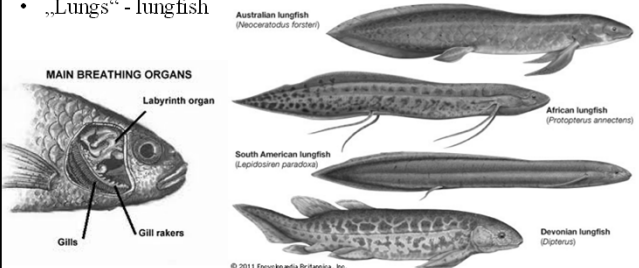 • „Lungs“ - lungfish
MAIN BREATHING ORGANS
Labyrinth organ
Gill rakers
Gills
Australian lungfish
(Neoceratodus forsteri)
African lungfish
(Protopterus annectens)
South American lungfish
(Lepidosiren paradoxa)
Devonian lungfish
(Dipterus)
© 2011 Encyclopædia Britannica, Inc.